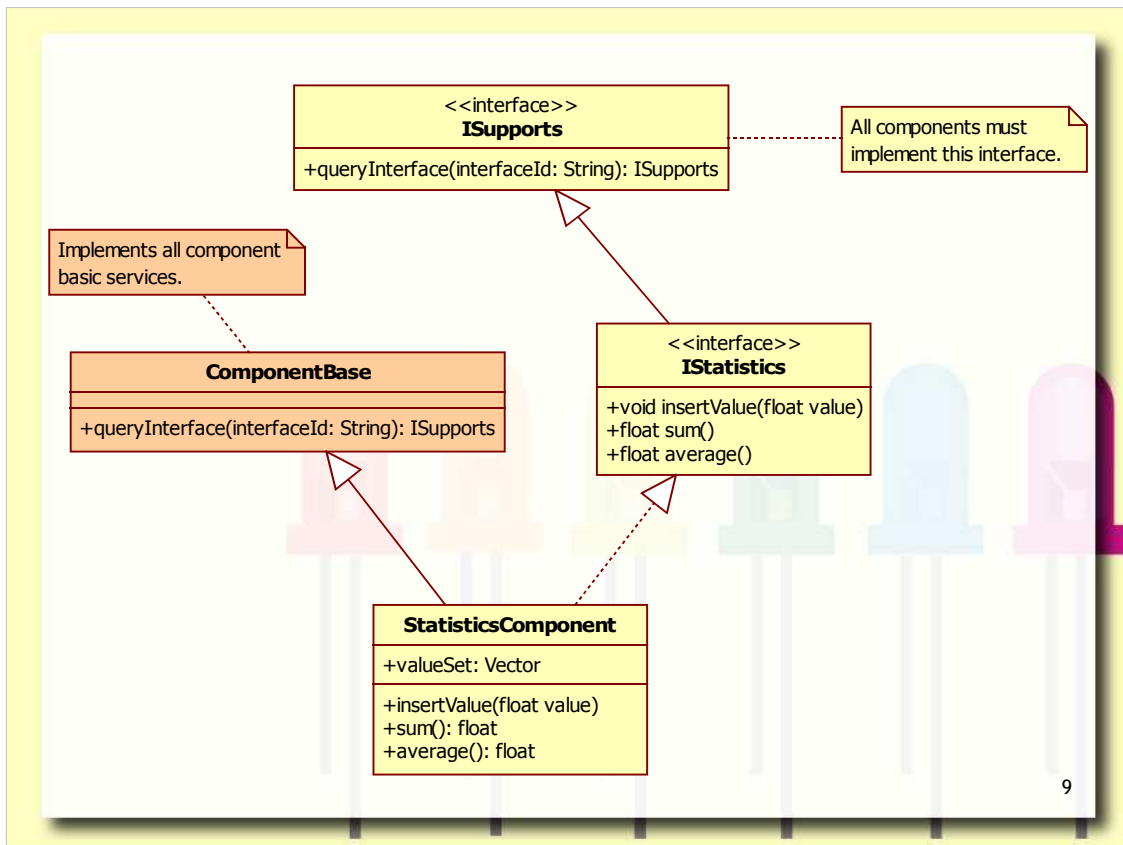 <<interface>>
ISupports
+queryInterface(interfaceId: String): ISupports
All components must
implement this interface.
Implements all component
basic services.
ComponentBase
+queryInterface(interfaceId: String): ISupports
<<interface>>
IStatistics
+void insertValue(float value)
+float sum()
+float average()
StatisticsComponent
+valueSet: Vector
+insertValue(float value)
+sum(): float
+average(): float
9